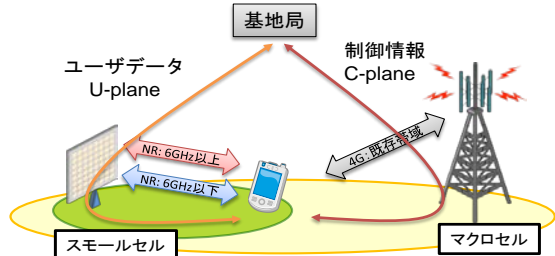 基地局
ユーザデータ
U-plane
制御情報
C-plane
NR: 6GHz以上
NR: 6GHz以下
4G: 既存帯域
スモールセル
マクロセル